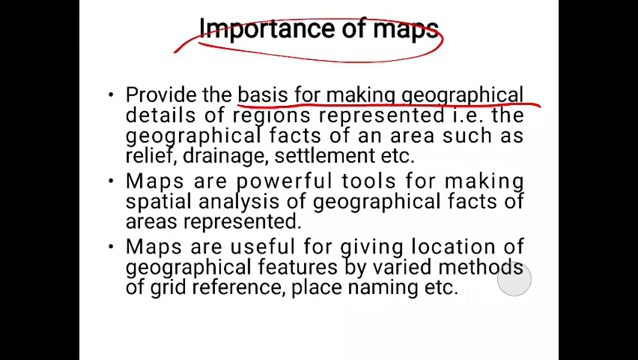 Importance of maps
• Provide the basis for making geographical
details of regions represented i.e. the
geographical facts of an area such as
relief, drainage, settlement etc.
• Maps are powerful tools for making
spatial analysis of geographical facts of
areas represented.
• Maps are useful for giving location of
geographical features by varied methods
of grid reference, place naming etc.